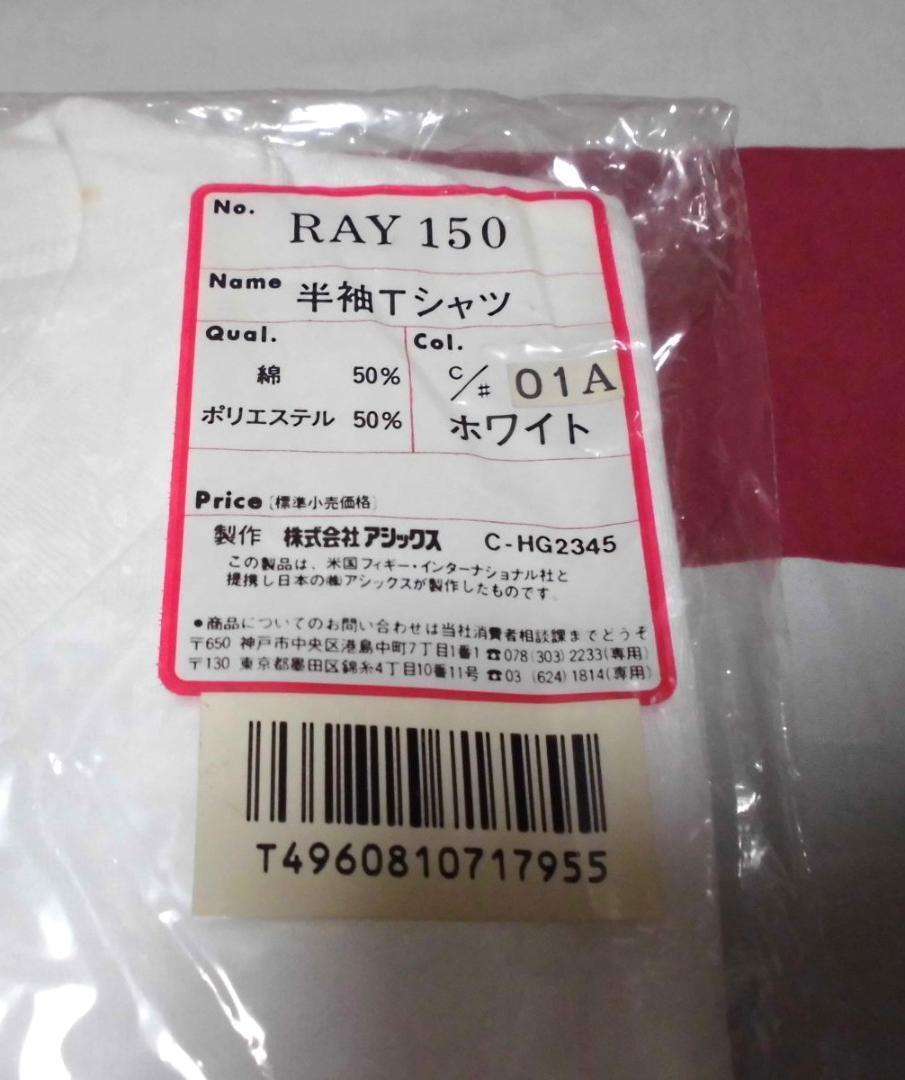 No. RAY 150
Name 半袖Tシャツ
Qual.
綿 50%
ポリエステル 50%
Col.
C/# 01A
ホワイト
Price [標準小売価格]
製作 株式会社アシックス C-HG2345
この製品は、米国フィギー・インターナショナル社と
提携し日本の㈱アシックスが製作したものです。
●商品についてのお問い合わせは当社消費者相談課までどうぞ
〒650 神戸市中央区港島中町7丁目1番1 ☎078(303)2233(専用)
〒130 東京都墨田区錦糸4丁目10番11号 ☎03 (624)1814(専用)
T4960810717955